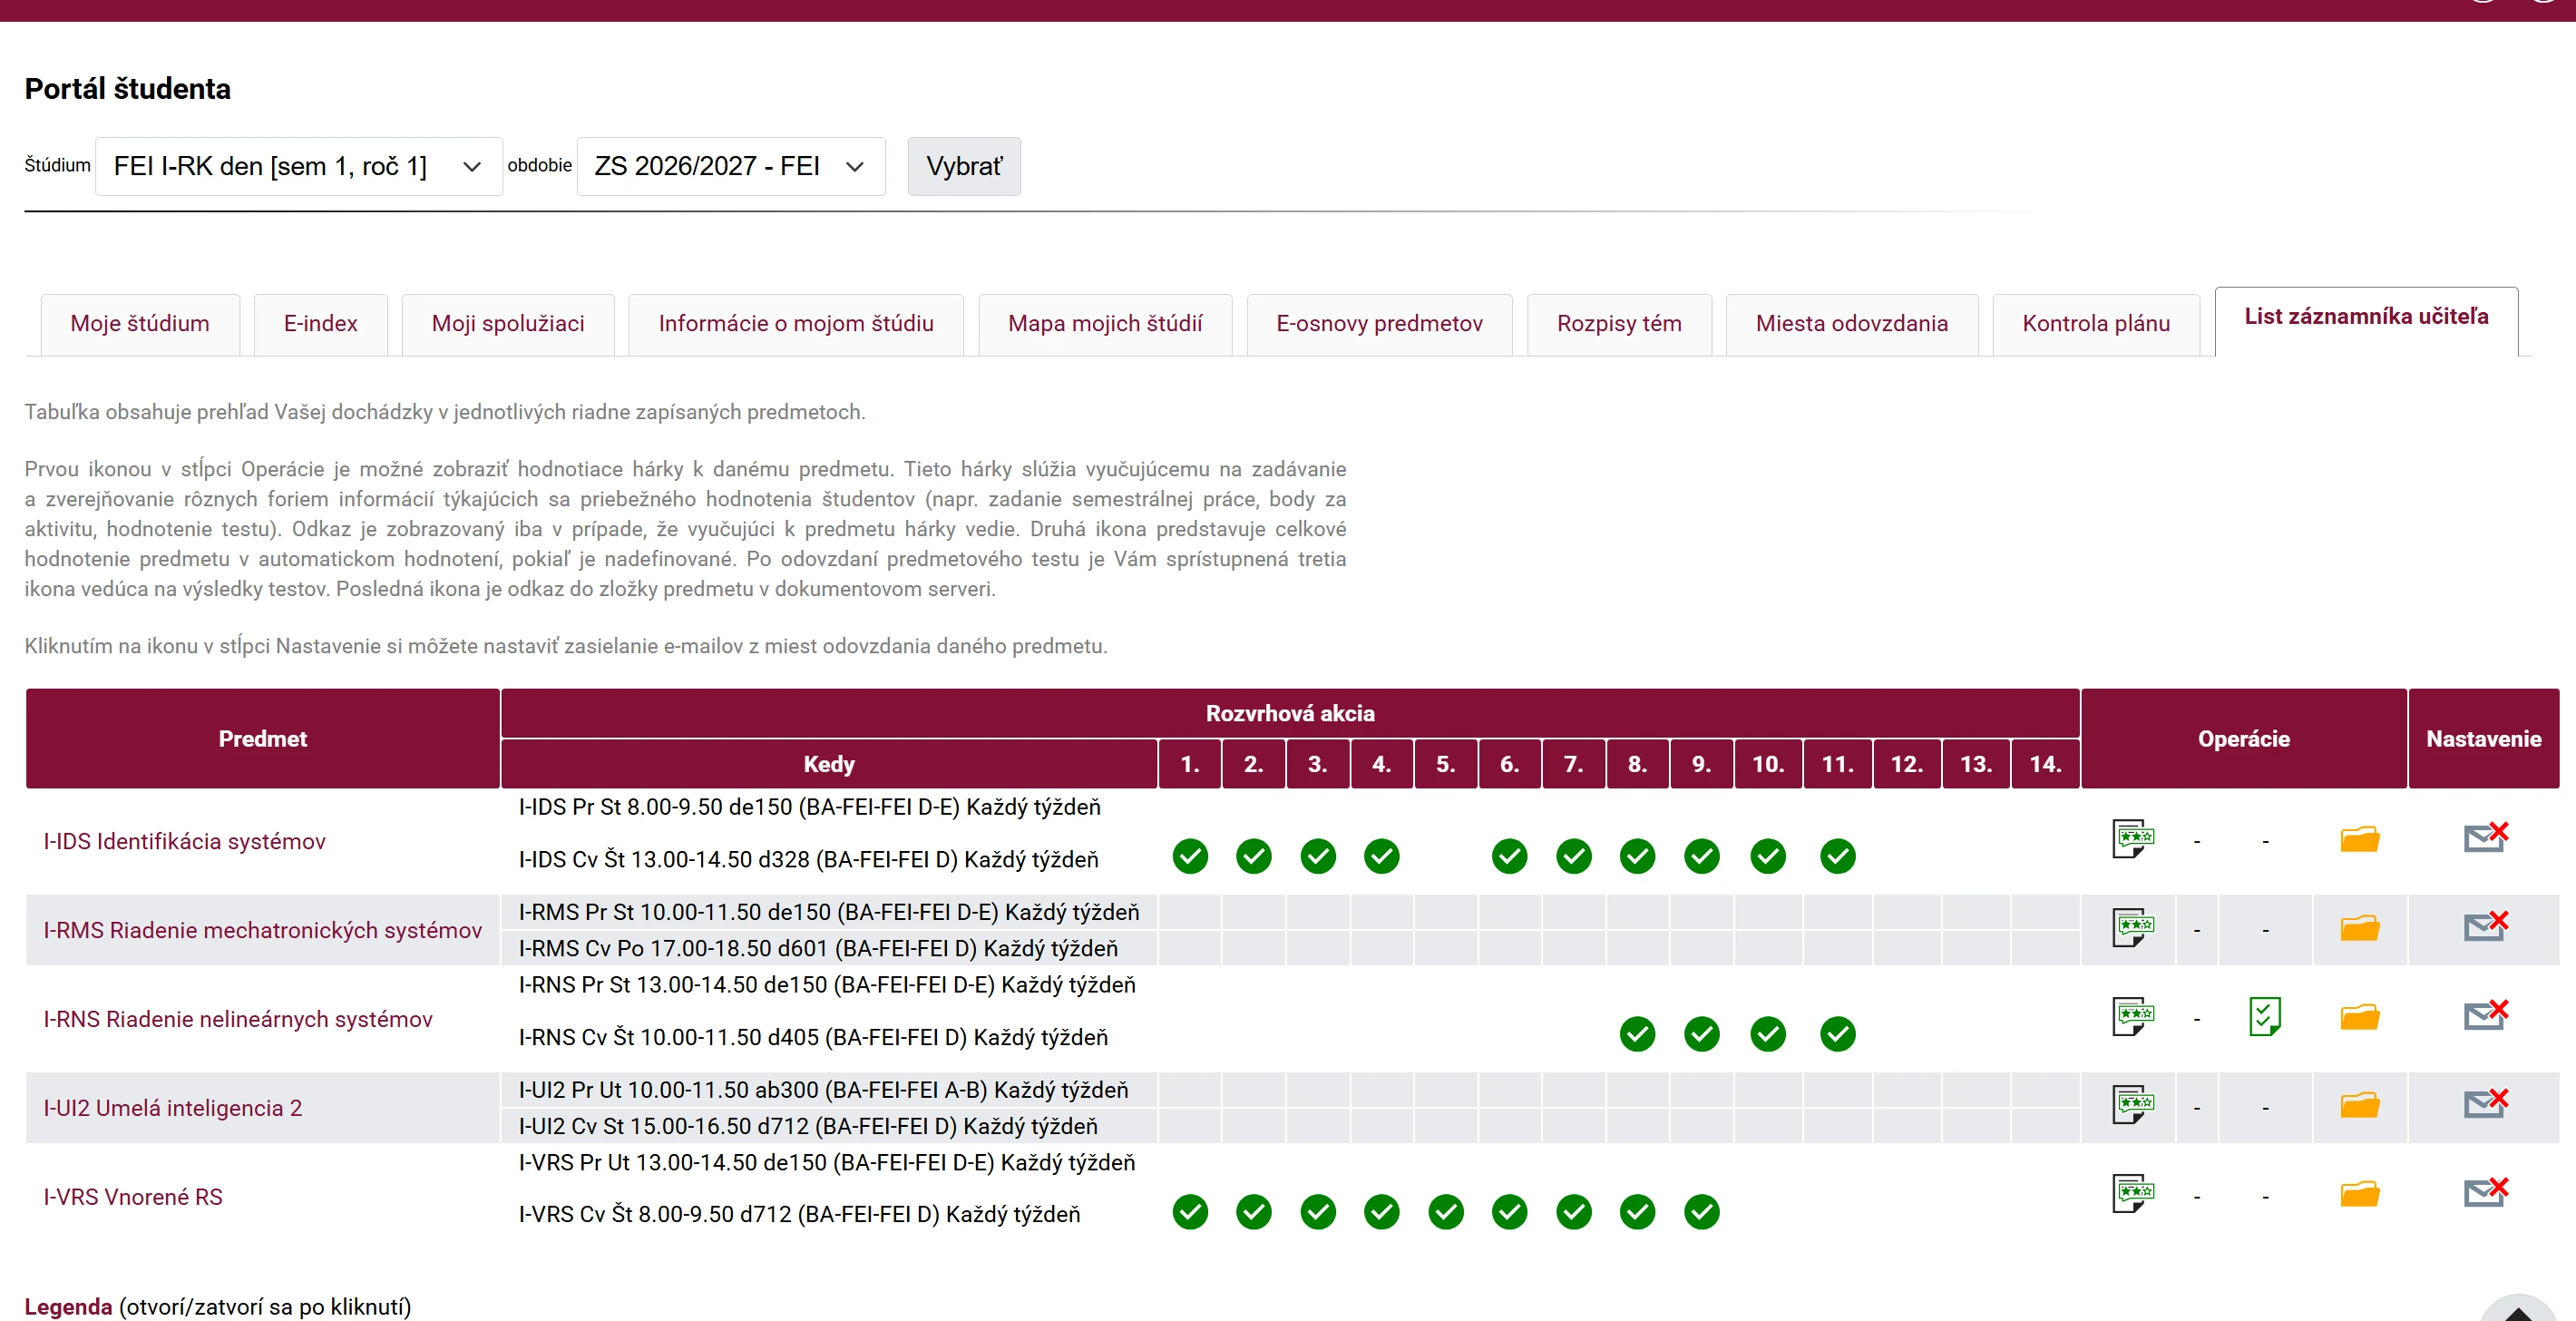 Portál študenta
Štúdium FEI I-RK den [sem 1, roč 1] obdobie ZS 2026/2027 - FEI Vybrať
Moje štúdium E-index Moji spolužiaci Informácie o mojom štúdiu Mapa mojich štúdií E-osnovy predmetov Rozpisy tém Miesta odovzdania Kontrola plánu List záznamníka učiteľa
Tabuľka obsahuje prehľad Vašej dochádzky v jednotlivých riadne zapísaných predmetoch.
Prvou ikonou v stĺpci Operácie je možné zobraziť hodnotiace hárky k danému predmetu. Tieto hárky slúžia vyučujúcemu na zadávanie
a zverejňovanie rôznych foriem informácií týkajúcich sa priebežného hodnotenia študentov (napr. zadanie semestrálnej práce, body za
aktivitu, hodnotenie testu). Odkaz je zobrazovaný iba v prípade, že vyučujúci k predmetu hárky vedie. Druhá ikona predstavuje celkové
hodnotenie predmetu v automatickom hodnotení, pokiaľ je nadefinované. Po odovzdaní predmetového testu je Vám sprístupnená tretia
ikona vedúca na výsledky testov. Posledná ikona je odkaz do zložky predmetu v dokumentovom serveri.
Kliknutím na ikonu v stĺpci Nastavenie si môžete nastaviť zasielanie e-mailov z miest odovzdania daného predmetu.
Predmet Rozvrhová akcia Operácie Nastavenie
Kedy 1. 2. 3. 4. 5. 6. 7. 8. 9. 10. 11. 12. 13. 14.
I-IDS Identifikácia systémov
I-IDS Pr St 8.00-9.50 de150 (BA-FEI-FEI D-E) Každý týždeň
I-IDS Cv Št 13.00-14.50 d328 (BA-FEI-FEI D) Každý týždeň
- -
I-RMS Riadenie mechatronických systémov
I-RMS Pr St 10.00-11.50 de150 (BA-FEI-FEI D-E) Každý týždeň
I-RMS Cv Po 17.00-18.50 d601 (BA-FEI-FEI D) Každý týždeň
- -
I-RNS Riadenie nelineárnych systémov
I-RNS Pr St 13.00-14.50 de150 (BA-FEI-FEI D-E) Každý týždeň
I-RNS Cv Št 10.00-11.50 d405 (BA-FEI-FEI D) Každý týždeň
-
I-UI2 Umelá inteligencia 2
I-UI2 Pr Ut 10.00-11.50 ab300 (BA-FEI-FEI A-B) Každý týždeň
I-UI2 Cv St 15.00-16.50 d712 (BA-FEI-FEI D) Každý týždeň
- -
I-VRS Vnorené RS
I-VRS Pr Ut 13.00-14.50 de150 (BA-FEI-FEI D-E) Každý týždeň
I-VRS Cv Št 8.00-9.50 d712 (BA-FEI-FEI D) Každý týždeň
- -
Legenda (otvorí/zatvorí sa po kliknutí)